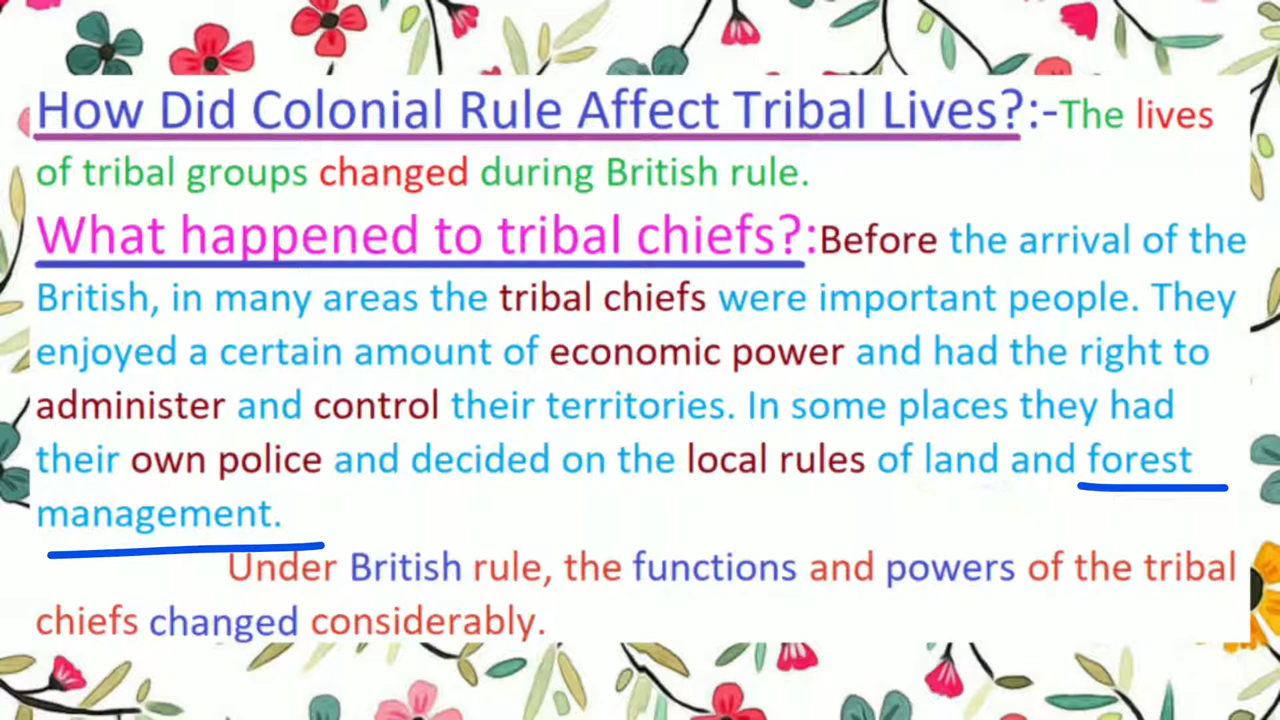 How Did Colonial Rule Affect Tribal Lives?:-The lives
of tribal groups changed during British rule.
What happened to tribal chiefs?:Before the arrival of the
British, in many areas the tribal chiefs were important people. They
enjoyed a certain amount of economic power and had the right to
administer and control their territories. In some places they had
their own police and decided on the local rules of land and forest
management.
Under British rule, the functions and powers of the tribal
chiefs changed considerably.